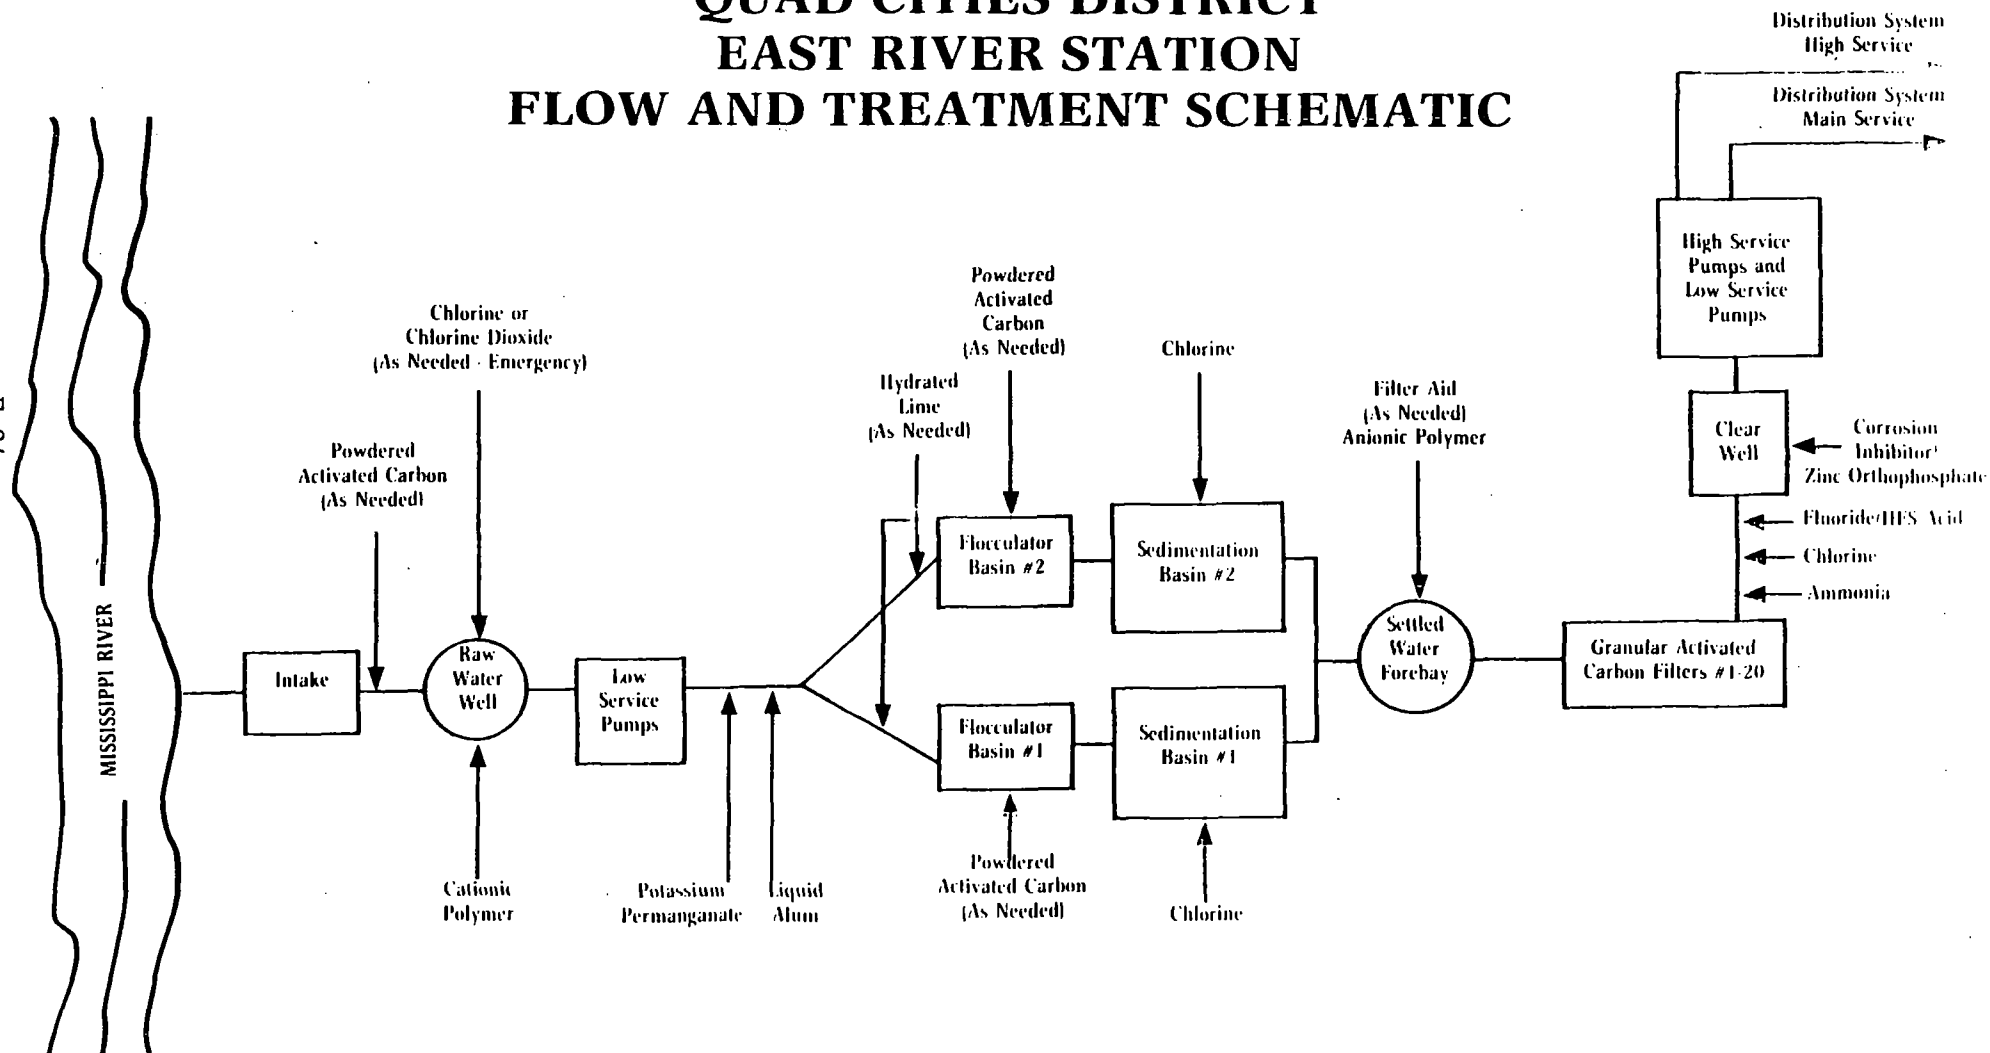 QUAD CITIES DISTRICT
EAST RIVER STATION
FLOW AND TREATMENT SCHEMATIC
Distribution System
High Service
Distribution System
Main Service
High Service
Pumps and
Low Service
Pumps
Clear
Well
Corrosion
Inhibitor/
Zinc Orthophosphate
Fluoride/HFS Acid
Chlorine
Ammonia
Granular Activated
Carbon Filters #1-20
Filter Aid
(As Needed)
Anionic Polymer
Settled
Water
Forebay
Chlorine
Sedimentation
Basin #2
Sedimentation
Basin #1
Chlorine
Powdered
Activated
Carbon
(As Needed)
Hydrated
Lime
(As Needed)
Flocculator
Basin #2
Flocculator
Basin #1
Powdered
Activated Carbon
(As Needed)
Chlorine or
Chlorine Dioxide
(As Needed - Emergency)
Powdered
Activated Carbon
(As Needed)
MISSISSIPPI RIVER
Intake
Raw
Water
Well
Low
Service
Pumps
Cationic
Polymer
Potassium
Permanganate
Liquid
Alum